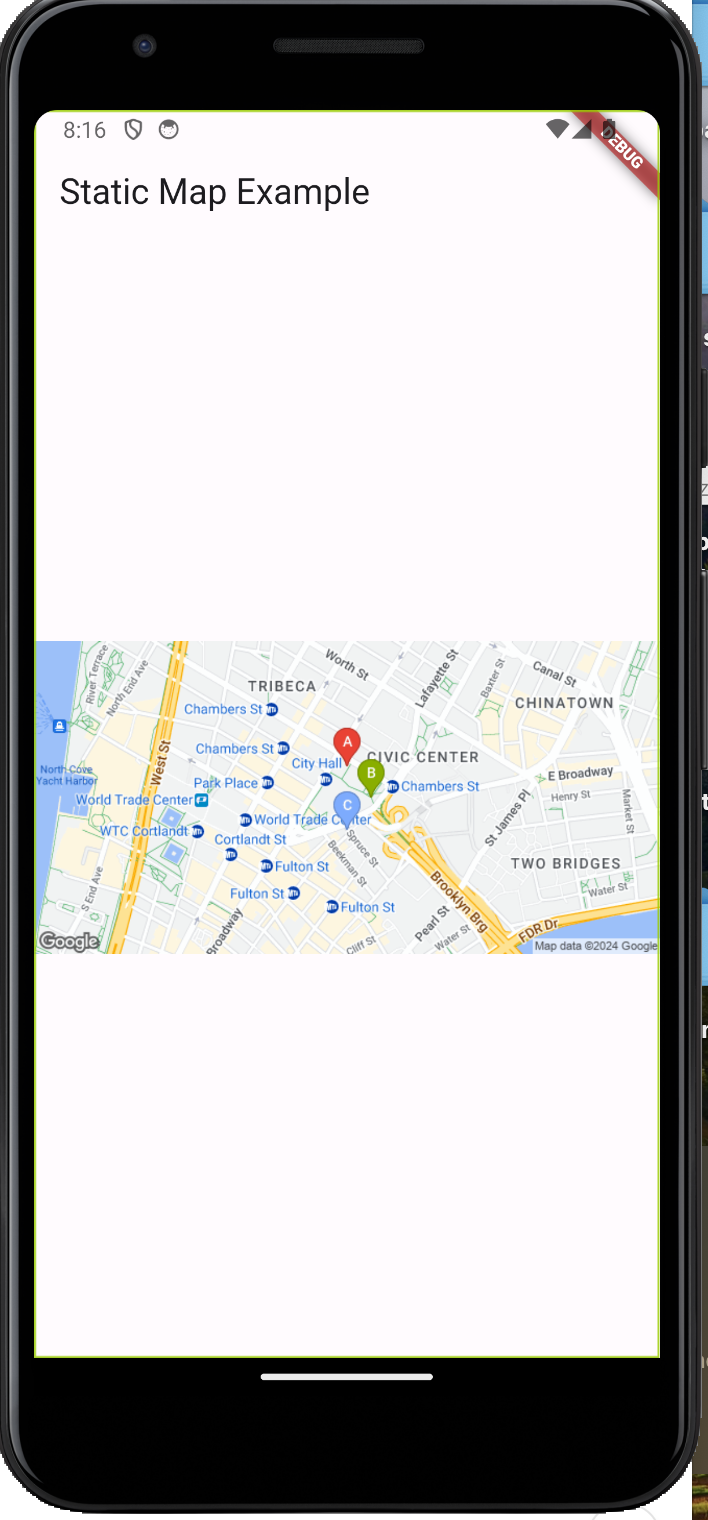 8:16
DEBUG
Static Map Example
River Terrace
North End Ave
Worth St
Lafayette St
Baxter St
Canal St
TRIBECA
CHINATOWN
Chambers St
Chambers St
City Hall
A
CIVIC CENTER
B
West St
North Cove
Yacht Harbor
Park Place
Chambers St
E Broadway
Henry St
World Trade Center
C
Market St
St James Pl
WTC Cortlandt
World Trade Center
Cortlandt St
Spruce St
Beekman St
Fulton St
TWO BRIDGES
S End Ave
Fulton St
Fulton St
Brooklyn Brg
Water St
Broadway
Pearl St
Water St
FDR Dr
Cliff St
Google
Map data ©2024 Google